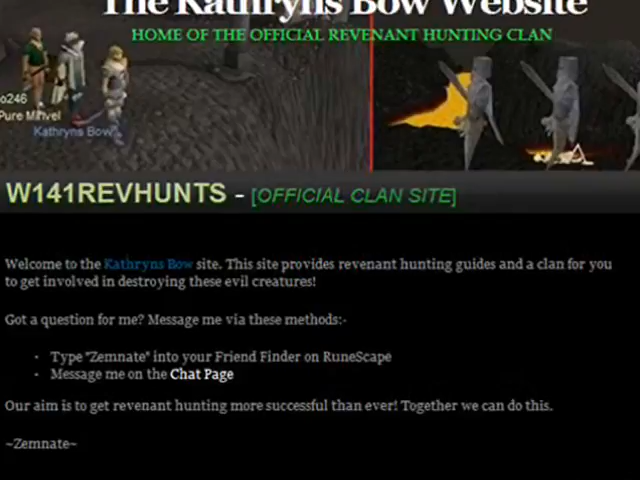 The Kathryns Bow Website
HOME OF THE OFFICIAL REVENANT HUNTING CLAN
o246
Pure Minvel
Kathryns Bow
W141REVHUNTS - [OFFICIAL CLAN SITE]
Welcome to the Kathryns Bow site. This site provides revenant hunting guides and a clan for you
to get involved in destroying these evil creatures!
Got a question for me? Message me via these methods:-
· Type "Zemnate" into your Friend Finder on RuneScape
· Message me on the Chat Page
Our aim is to get revenant hunting more successful than ever! Together we can do this.
~Zemnate~